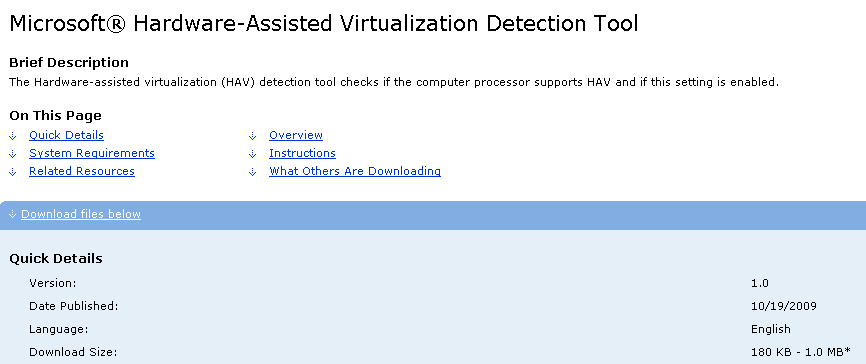 Microsoft® Hardware-Assisted Virtualization Detection Tool
Brief Description
The Hardware-assisted virtualization (HAV) detection tool checks if the computer processor supports HAV and if this setting is enabled.
On This Page
↓ Quick Details ↓ Overview
↓ System Requirements ↓ Instructions
↓ Related Resources ↓ What Others Are Downloading
↓ Download files below
Quick Details
Version: 1.0
Date Published: 10/19/2009
Language: English
Download Size: 180 KB - 1.0 MB*